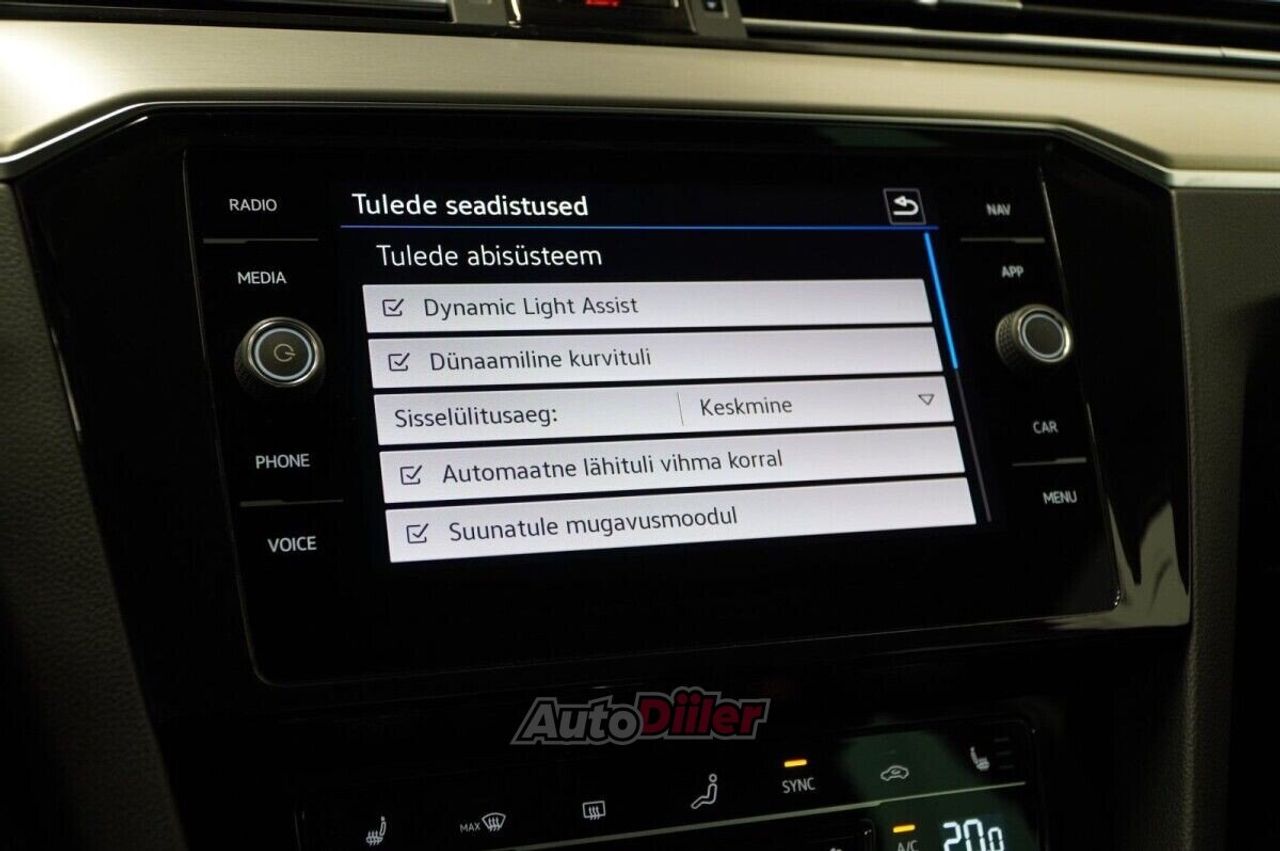 RADIO
MEDIA
PHONE
VOICE
Tulede seadistused
Tulede abisüsteem
Dynamic Light Assist
Dünaamiline kurvituli
Sisselülitusaeg: Keskmine
Automaatne lähituli vihma korral
Suunatule mugavusmoodul
NAV
APP
CAR
MENU
AutoDiiler
MAX
SYNC
A/C
20.0